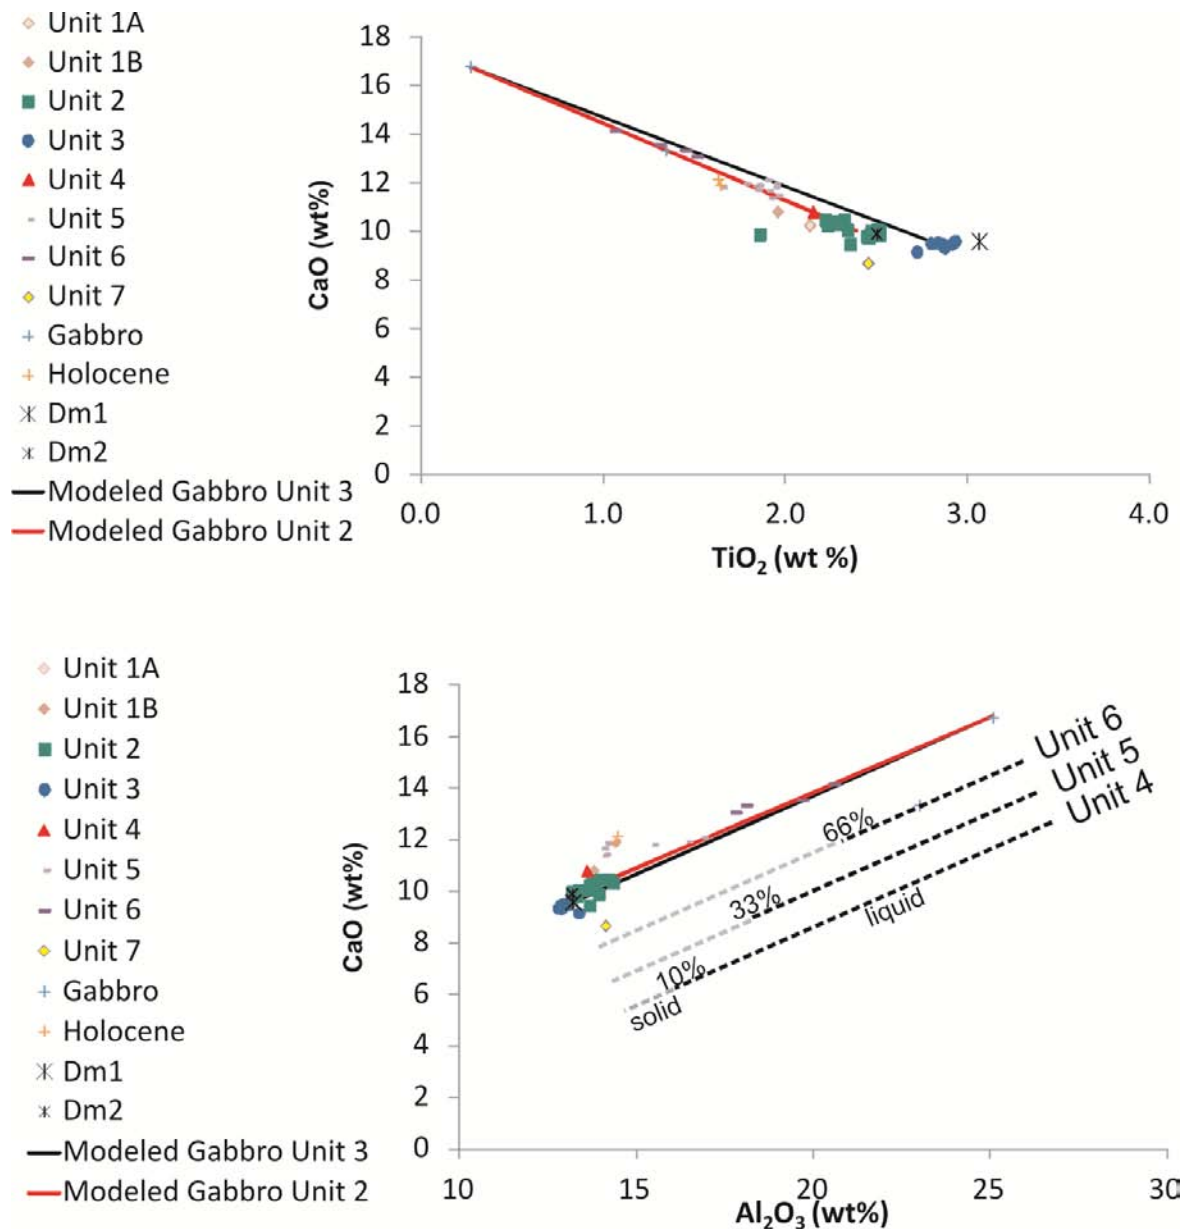 Unit 1A
Unit 1B
Unit 2
Unit 3
Unit 4
Unit 5
Unit 6
Unit 7
Gabbro
Holocene
Dm1
Dm2
Modeled Gabbro Unit 3
Modeled Gabbro Unit 2
CaO (wt%)
18
16
14
12
10
8
6
4
2
0
0.0 1.0 2.0 3.0 4.0
TiO₂ (wt %)
Unit 1A
Unit 1B
Unit 2
Unit 3
Unit 4
Unit 5
Unit 6
Unit 7
Gabbro
Holocene
Dm1
Dm2
Modeled Gabbro Unit 3
Modeled Gabbro Unit 2
CaO (wt%)
18
16
14
12
10
8
6
4
2
0
66% Unit 6
33% Unit 5
10% Unit 4
solid liquid
10 15 20 25 30
Al₂O₃ (wt%)